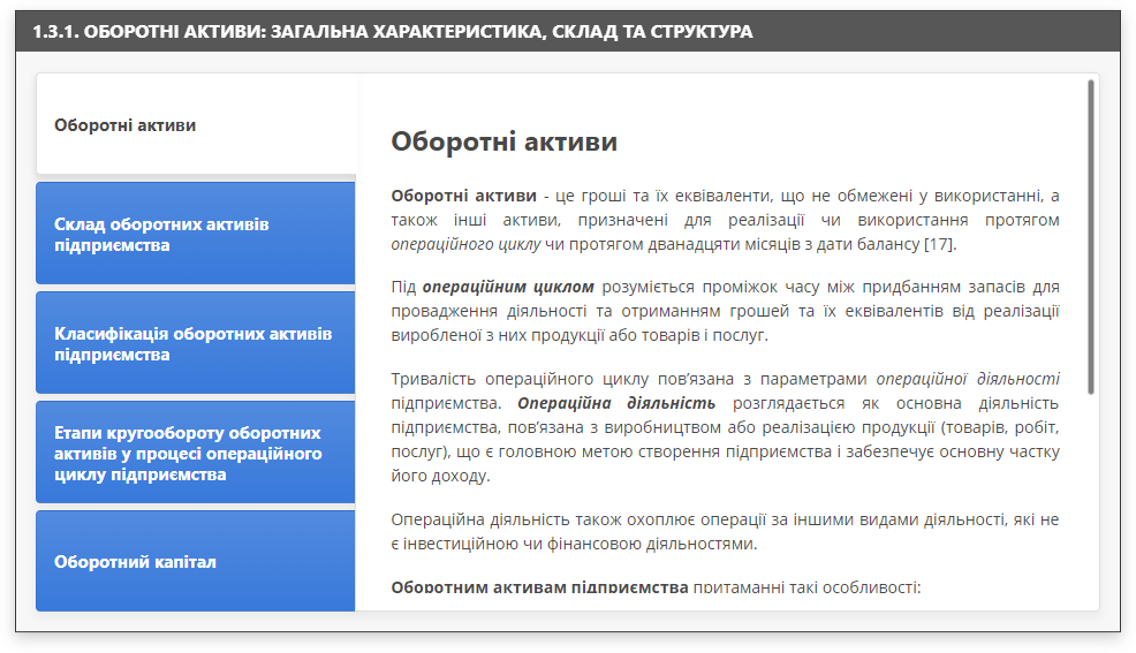 1.3.1. ОБОРОТНІ АКТИВИ: ЗАГАЛЬНА ХАРАКТЕРИСТИКА, СКЛАД ТА СТРУКТУРА
Оборотні активи
Склад оборотних активів
підприємства
Класифікація оборотних активів
підприємства
Етапи кругообороту оборотних
активів у процесі операційного
циклу підприємства
Оборотний капітал
Оборотні активи
Оборотні активи - це гроші та їх еквіваленти, що не обмежені у використанні, а
також інші активи, призначені для реалізації чи використання протягом
операційного циклу чи протягом дванадцяти місяців з дати балансу [17].
Під операційним циклом розуміється проміжок часу між придбанням запасів для
провадження діяльності та отриманням грошей та їх еквівалентів від реалізації
виробленої з них продукції або товарів і послуг.
Тривалість операційного циклу пов’язана з параметрами операційної діяльності
підприємства. Операційна діяльність розглядається як основна діяльність
підприємства, пов’язана з виробництвом або реалізацією продукції (товарів, робіт,
послуг), що є головною метою створення підприємства і забезпечує основну частку
його доходу.
Операційна діяльність також охоплює операції за іншими видами діяльності, які не
є інвестиційною чи фінансовою діяльностями.
Оборотним активам підприємства притаманні такі особливості: